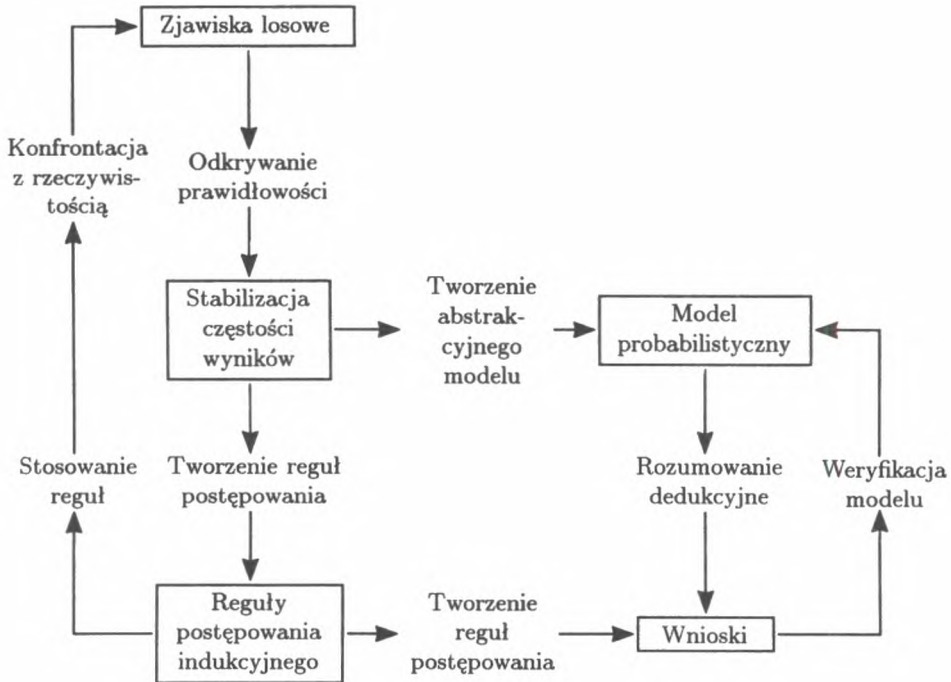 Zjawiska losowe
Konfrontacja
z rzeczywis-
tością
Odkrywanie
prawidłowości
Stabilizacja
częstości
wyników
Tworzenie
abstrak-
cyjnego
modelu
Model
probabilistyczny
Stosowanie
reguł
Tworzenie reguł
postępowania
Rozumowanie
dedukcyjne
Weryfikacja
modelu
Reguły
postępowania
indukcyjnego
Tworzenie
reguł
postępowania
Wnioski